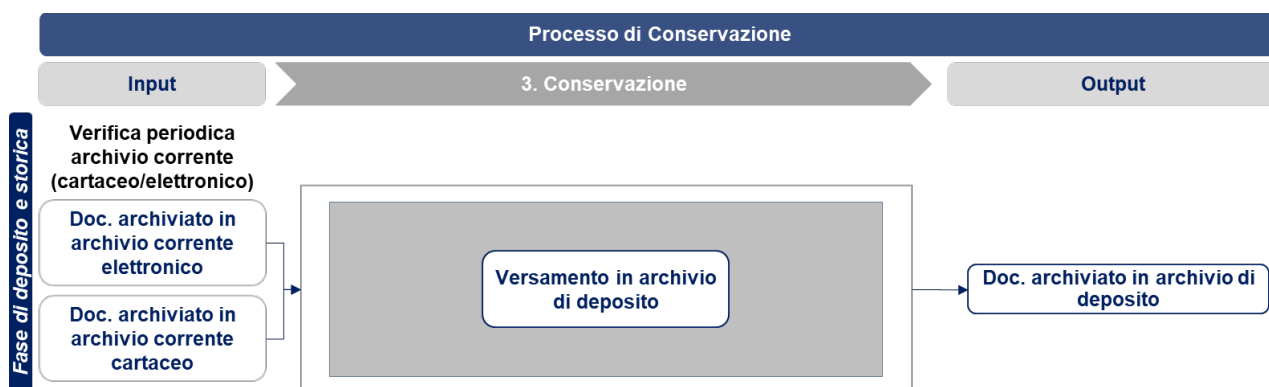 Processo di Conservazione
Input
3. Conservazione
Output
Fase di deposito e storica
Verifica periodica
archivio corrente
(cartaceo/elettronico)
Doc. archiviato in
archivio corrente
elettronico
Doc. archiviato in
archivio corrente
cartaceo
Versamento in archivio
di deposito
Doc. archiviato in archivio di
deposito